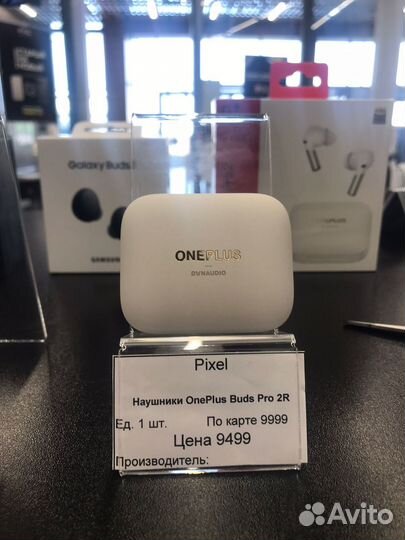 Galaxy Buds
SAMSUNG
ONEPLUS
ONEPLUS
DYNAUDIO
Pixel
Наушники OnePlus Buds Pro 2R
Ед. 1 шт. По карте 9999
Цена 9499
Производитель:
Avito